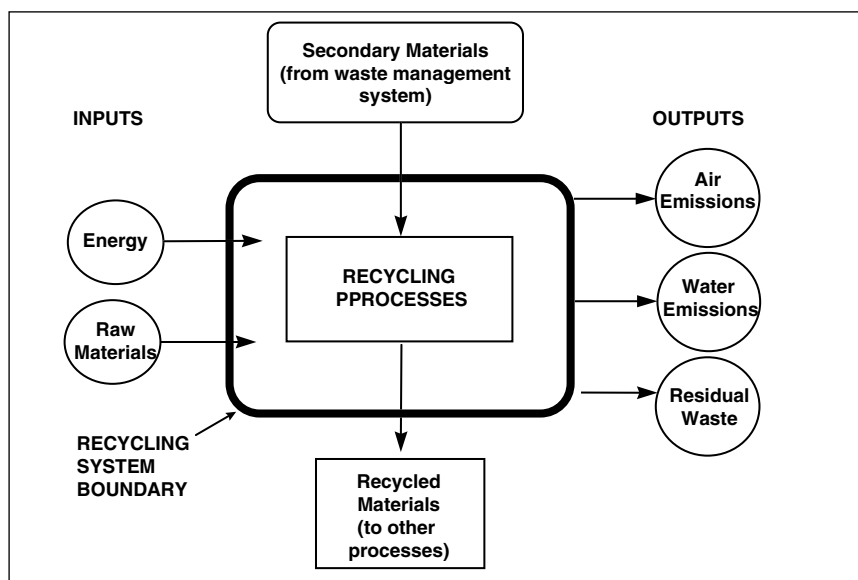 Secondary Materials
(from waste management
system)
INPUTS
OUTPUTS
Air
Emissions
Energy
RECYCLING
PPROCESSES
Water
Emissions
Raw
Materials
Residual
Waste
RECYCLING
SYSTEM
BOUNDARY
Recycled
Materials
(to other
processes)